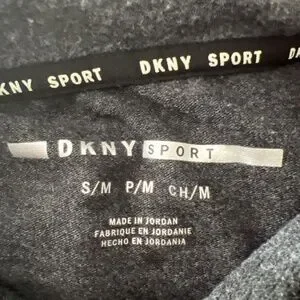 DKNY SPORT DKNY SPORT
DKNY SPORT
S/M P/M CH/M
MADE IN JORDAN
FABRIQUE EN JORDANIE
HECHO EN JORDANIA